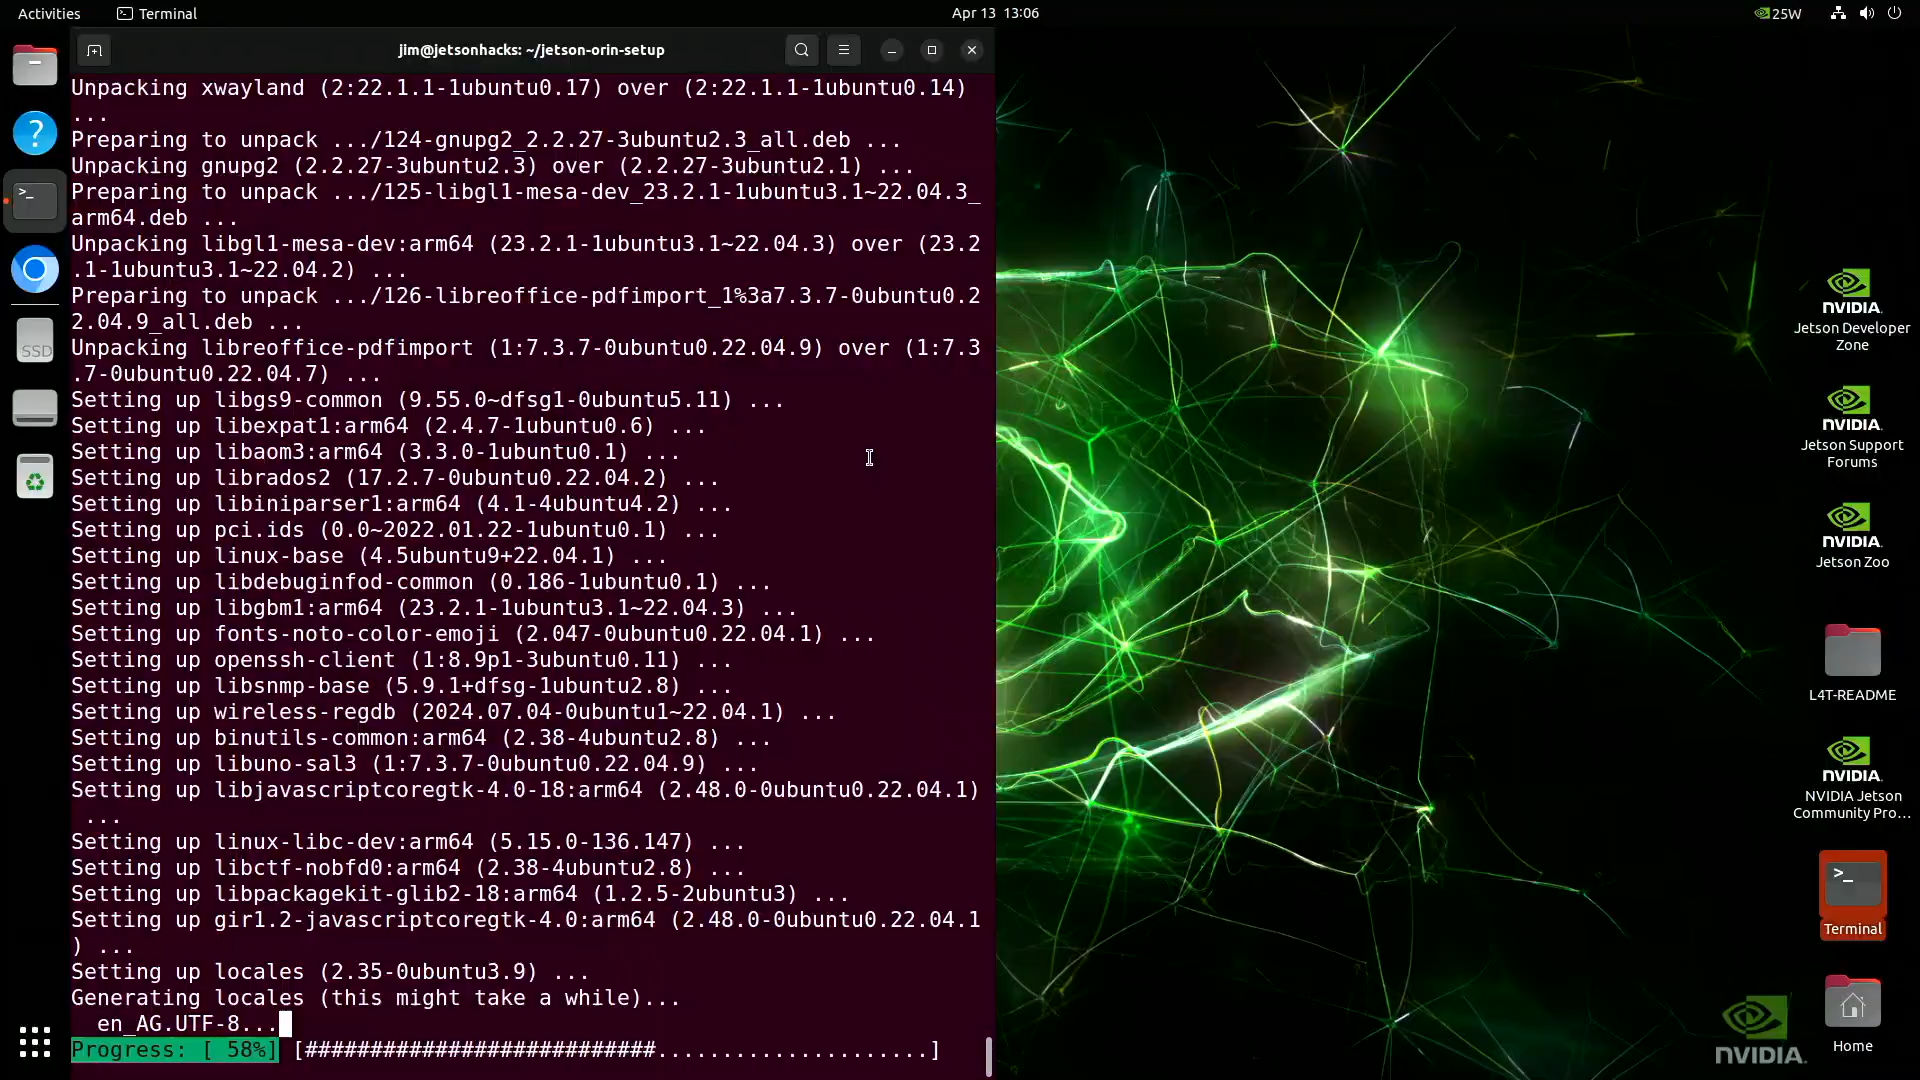 Activities
Terminal
Apr 13 13:06
25W
jim@jetsonhacks: ~/jetson-orin-setup
Unpacking xwayland (2:22.1.1-1ubuntu0.17) over (2:22.1.1-1ubuntu0.14)
...
Preparing to unpack .../124-gnupg2_2.2.27-3ubuntu2.3_all.deb ...
Unpacking gnupg2 (2.2.27-3ubuntu2.3) over (2.2.27-3ubuntu2.1) ...
Preparing to unpack .../125-libgl1-mesa-dev_23.2.1-1ubuntu3.1~22.04.3_
arm64.deb ...
Unpacking libgl1-mesa-dev:arm64 (23.2.1-1ubuntu3.1~22.04.3) over (23.2
.1-1ubuntu3.1~22.04.2) ...
Preparing to unpack .../126-libreoffice-pdfimport_1%3a7.3.7-0ubuntu0.2
2.04.9_all.deb ...
Unpacking libreoffice-pdfimport (1:7.3.7-0ubuntu0.22.04.9) over (1:7.3
.7-0ubuntu0.22.04.7) ...
Setting up libgs9-common (9.55.0~dfsg1-0ubuntu5.11) ...
Setting up libexpat1:arm64 (2.4.7-1ubuntu0.6) ...
Setting up libaom3:arm64 (3.3.0-1ubuntu0.1) ...
Setting up librados2 (17.2.7-0ubuntu0.22.04.2) ...
Setting up libiniparser1:arm64 (4.1-4ubuntu4.2) ...
Setting up pci.ids (0.0~2022.01.22-1ubuntu0.1) ...
Setting up linux-base (4.5ubuntu9+22.04.1) ...
Setting up libdebuginfod-common (0.186-1ubuntu0.1) ...
Setting up libgbm1:arm64 (23.2.1-1ubuntu3.1~22.04.3) ...
Setting up fonts-noto-color-emoji (2.047-0ubuntu0.22.04.1) ...
Setting up openssh-client (1:8.9p1-3ubuntu0.11) ...
Setting up libsnmp-base (5.9.1+dfsg-1ubuntu2.8) ...
Setting up wireless-regdb (2024.07.04-0ubuntu1~22.04.1) ...
Setting up binutils-common:arm64 (2.38-4ubuntu2.8) ...
Setting up libuno-sal3 (1:7.3.7-0ubuntu0.22.04.9) ...
Setting up libjavascriptcoregtk-4.0-18:arm64 (2.48.0-0ubuntu0.22.04.1)
...
Setting up linux-libc-dev:arm64 (5.15.0-136.147) ...
Setting up libctf-nobfd0:arm64 (2.38-4ubuntu2.8) ...
Setting up libpackagekit-glib2-18:arm64 (1.2.5-2ubuntu3) ...
Setting up gir1.2-javascriptcoregtk-4.0:arm64 (2.48.0-0ubuntu0.22.04.1
) ...
Setting up locales (2.35-0ubuntu3.9) ...
Generating locales (this might take a while)...
en_AG.UTF-8...
Progress: [ 58%] [###########################.....................]
SSD
NVIDIA.
Jetson Developer
Zone
NVIDIA.
Jetson Support
Forums
NVIDIA.
Jetson Zoo
L4T-README
NVIDIA.
NVIDIA Jetson
Community Pro...
Terminal
Home
NVIDIA.